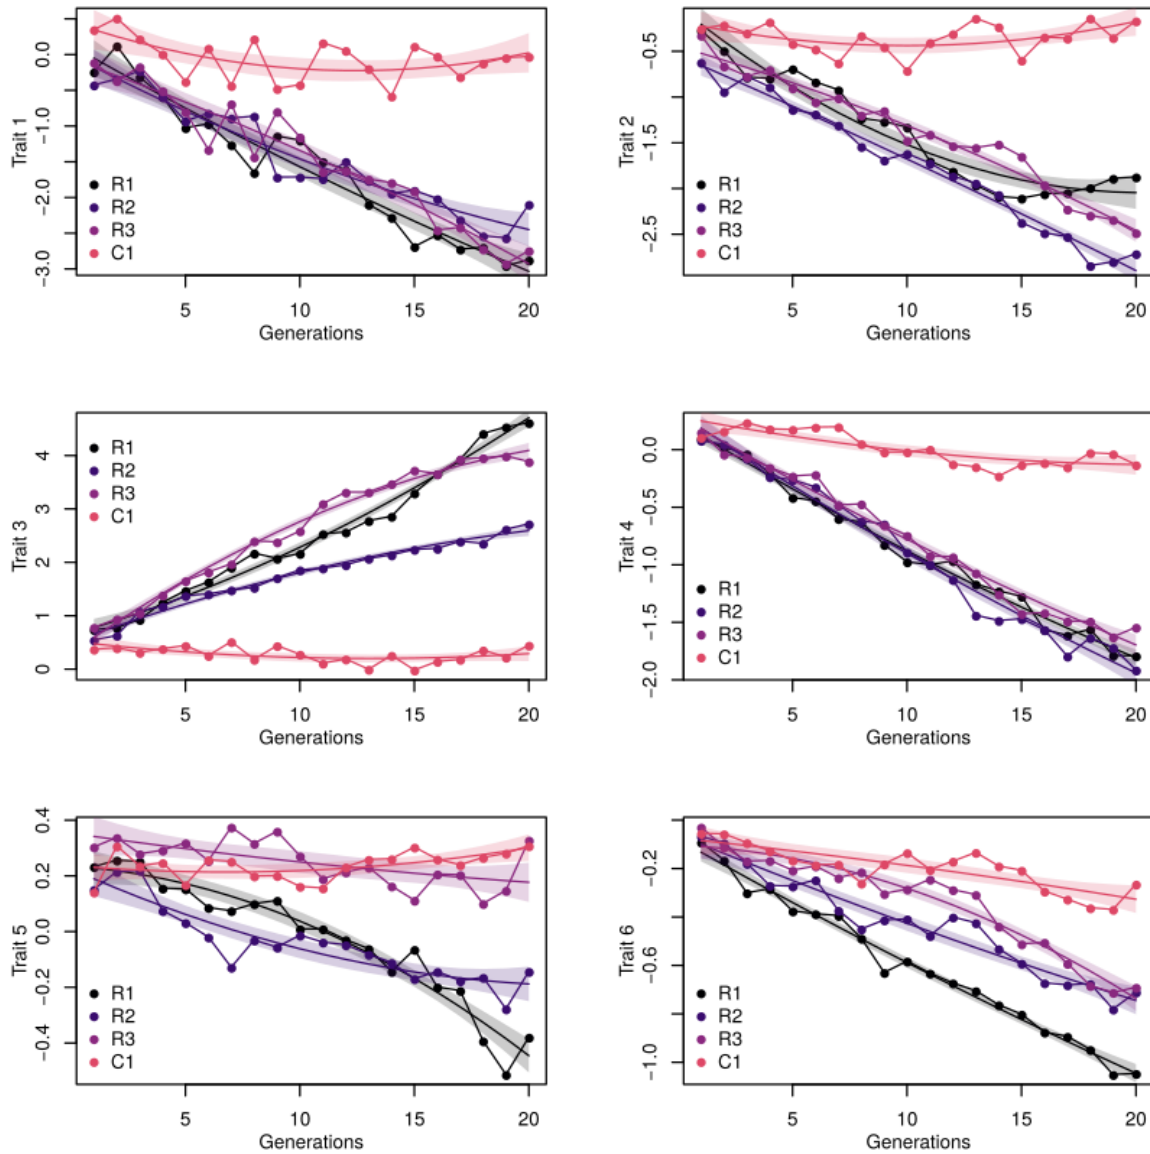 Trait 1
0.0
-1.0
-2.0
-3.0
R1
R2
R3
C1
5 10 15 20
Generations
Trait 2
-0.5
-1.5
-2.5
R1
R2
R3
C1
5 10 15 20
Generations
Trait 3
4
3
2
1
0
R1
R2
R3
C1
5 10 15 20
Generations
Trait 4
0.0
-0.5
-1.0
-1.5
-2.0
R1
R2
R3
C1
5 10 15 20
Generations
Trait 5
0.4
0.2
0.0
-0.2
-0.4
R1
R2
R3
C1
5 10 15 20
Generations
Trait 6
-0.2
-0.6
-1.0
R1
R2
R3
C1
5 10 15 20
Generations